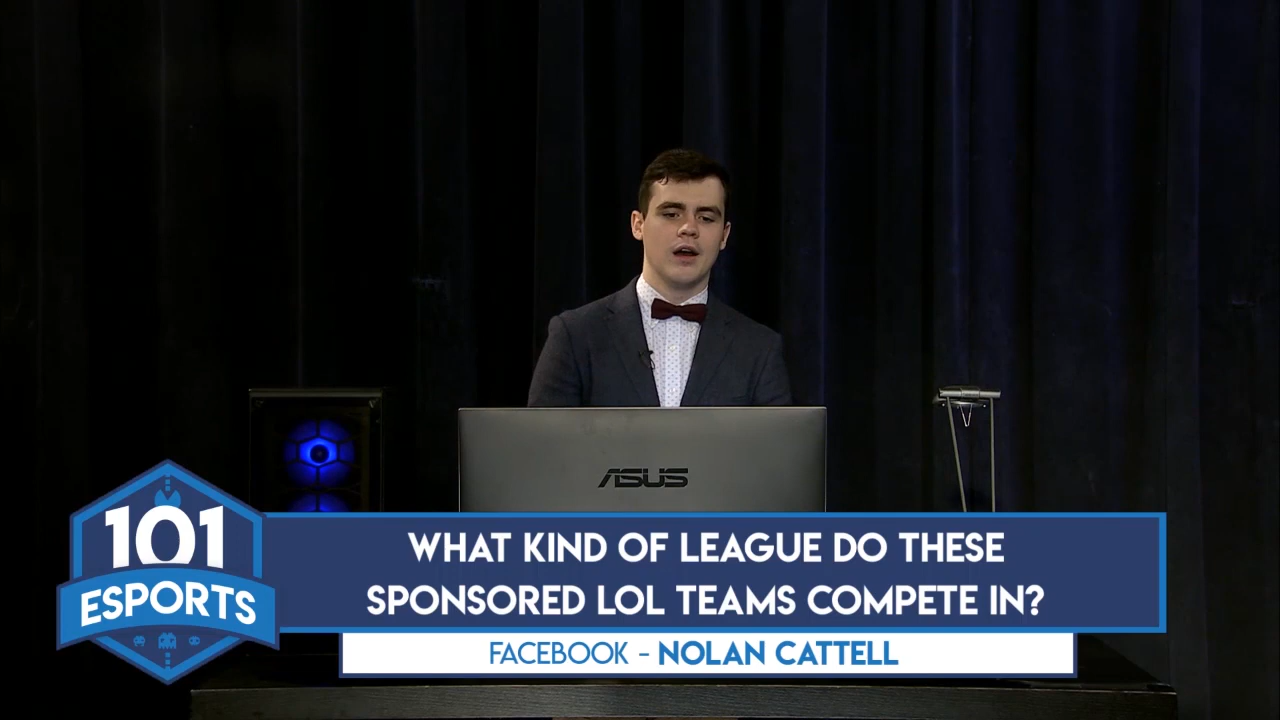 ASUS
101
ESPORTS
WHAT KIND OF LEAGUE DO THESE
SPONSORED LOL TEAMS COMPETE IN?
FACEBOOK - NOLAN CATTELL